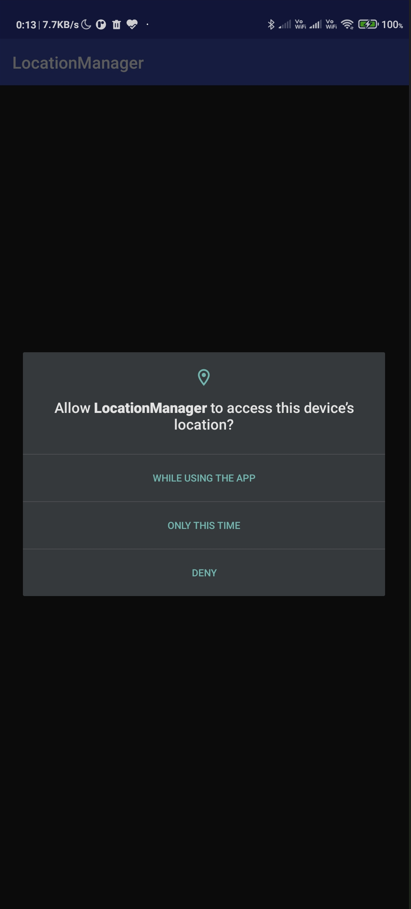 0:13 | 7.7KB/s
Vo WiFi Vo WiFi 100%
LocationManager
Allow LocationManager to access this device's
location?
WHILE USING THE APP
ONLY THIS TIME
DENY